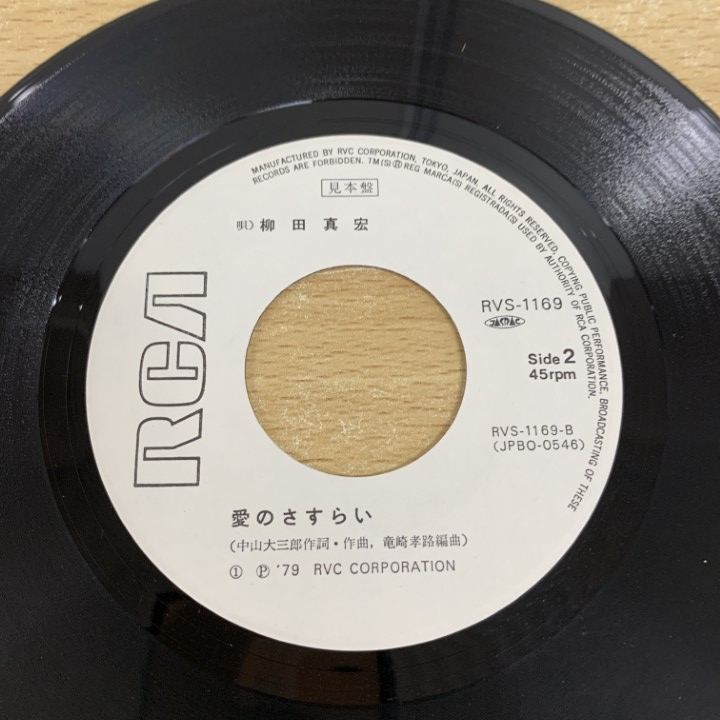 MANUFACTURED BY RVC CORPORATION, TOKYO, JAPAN. ALL RIGHTS RESERVED. COPYING PUBLIC PERFORMANCE, BROADCASTING OF THESE
RECORDS ARE FORBIDDEN. TM(S)Ⓡ REG MARCA(S) REGISTRADA(S) USED BY AUTHORITY OF RCA CORPORATION.
見本盤
唄) 柳田真宏
RCA
RVS-1169
JASRAC
Side 2
45rpm
RVS-1169-B
(JPBO-0546)
愛のさすらい
(中山大三郎作詞・作曲, 竜崎孝路編曲)
① Ⓟ '79 RVC CORPORATION